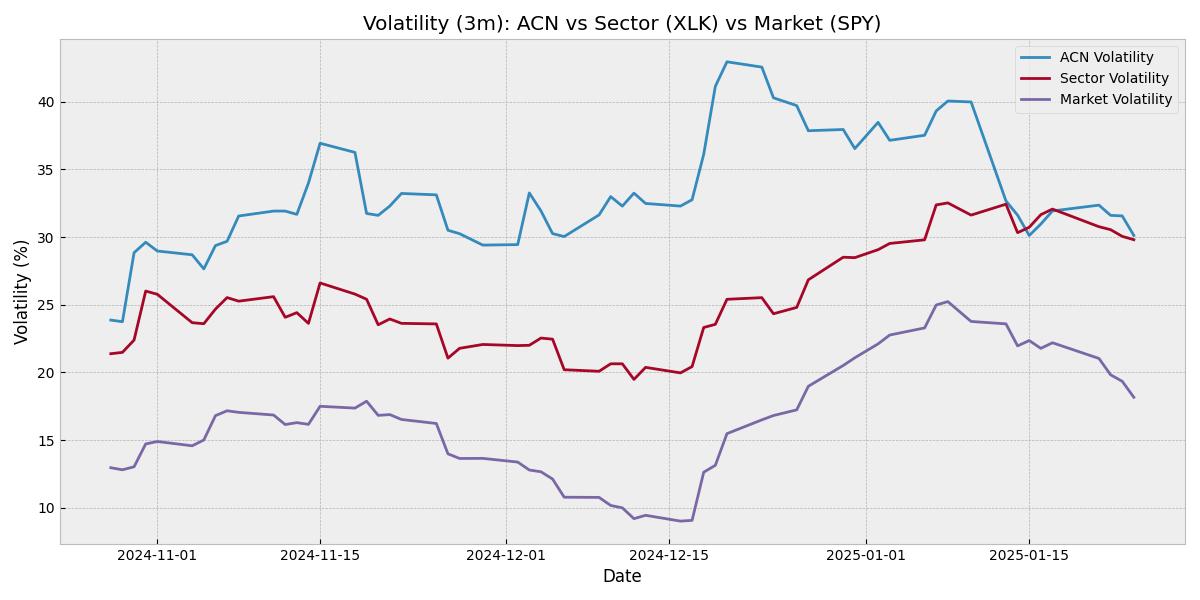 Volatility (3m): ACN vs Sector (XLK) vs Market (SPY)
ACN Volatility
Sector Volatility
Market Volatility
Volatility (%)
40
35
30
25
20
15
10
2024-11-01
2024-11-15
2024-12-01
2024-12-15
2025-01-01
2025-01-15
Date